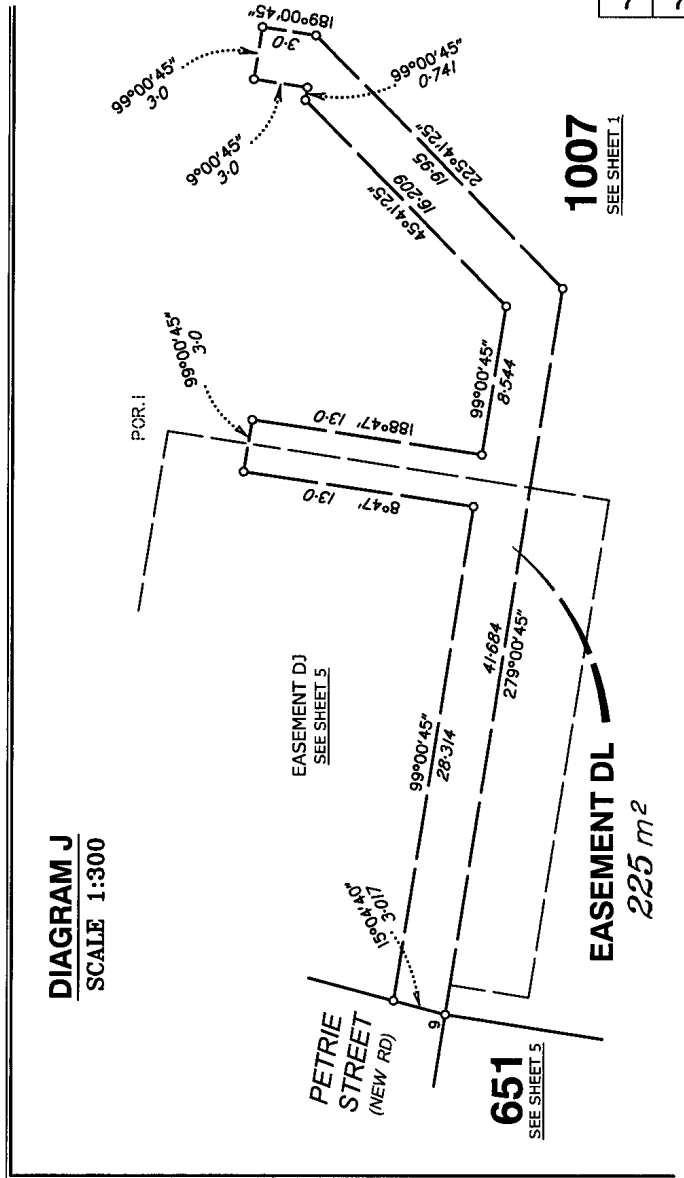 DIAGRAM J
SCALE 1:300
99°00'45"
3·0
9°00'45"
3·0
189°00'45"
3·0
99°00'45"
0·741
225°41'25"
19·95
16·209
45°41'25"
1007
SEE SHEET 1
99°00'45"
3·0
POR.1
188°47'
13·0
8°47'
13·0
99°00'45"
8·544
EASEMENT DJ
SEE SHEET 5
99°00'45"
28·314
41·684
279°00'45"
15°04'40"
3·017
PETRIE
STREET
(NEW RD)
651
SEE SHEET 5
EASEMENT DL
225 m²